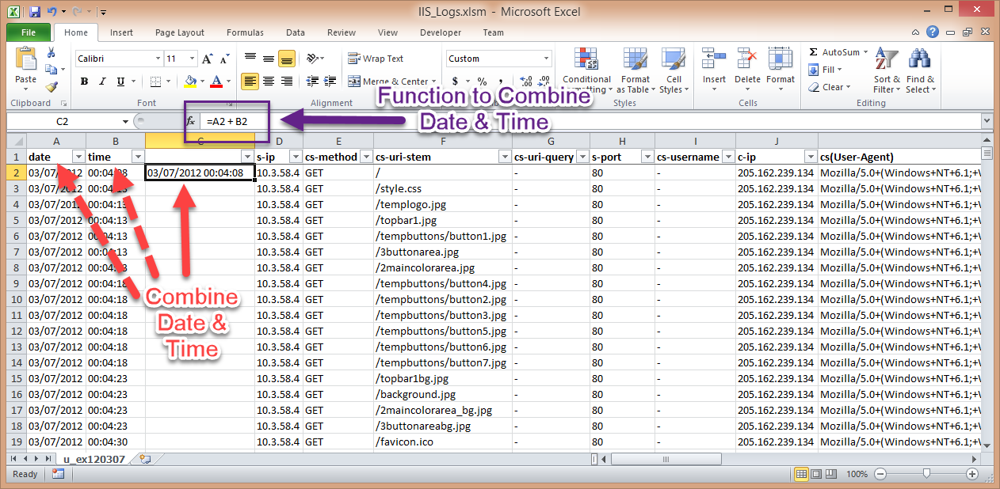 IIS_Logs.xlsm - Microsoft Excel
File Home Insert Page Layout Formulas Data Review View Developer Team
Paste
Clipboard
Calibri 11
B I U
Font
Wrap Text
Merge & Center
Alignment
Custom
$ % ,
Conditional
as Table
Format
Cell
Styles
Styles
Insert Delete Format
Cells
AutoSum
Fill
Clear
Sort &
Filter
Find &
Select
Editing
Function to Combine
Date & Time
C2 fx =A2 + B2
A B C D E F G H I J
1 date time s-ip cs-method cs-uri-stem cs-uri-query s-port cs-username c-ip cs(User-Agent)
2 03/07/2012 00:04:08 03/07/2012 00:04:08 10.3.58.4 GET / - 80 - 205.162.239.134 Mozilla/5.0+(Windows+NT+6.1;+W
3 03/07/2012 00:04:13 10.3.58.4 GET /style.css - 80 - 205.162.239.134 Mozilla/5.0+(Windows+NT+6.1;+W
4 03/07/2012 00:04:13 10.3.58.4 GET /templogo.jpg - 80 - 205.162.239.134 Mozilla/5.0+(Windows+NT+6.1;+W
5 03/07/2012 00:04:13 10.3.58.4 GET /topbar1.jpg - 80 - 205.162.239.134 Mozilla/5.0+(Windows+NT+6.1;+W
6 03/07/2012 00:04:13 10.3.58.4 GET /tempbuttons/button1.jpg - 80 - 205.162.239.134 Mozilla/5.0+(Windows+NT+6.1;+W
7 03/07/2012 00:04:13 10.3.58.4 GET /3buttonarea.jpg - 80 - 205.162.239.134 Mozilla/5.0+(Windows+NT+6.1;+W
8 03/07/2012 10.3.58.4 GET /2maincolorarea.jpg - 80 - 205.162.239.134 Mozilla/5.0+(Windows+NT+6.1;+W
9 03/07/2012 00:04:18 10.3.58.4 GET /tempbuttons/button4.jpg - 80 - 205.162.239.134 Mozilla/5.0+(Windows+NT+6.1;+W
10 03/07/2012 00:04:18 10.3.58.4 GET /tempbuttons/button2.jpg - 80 - 205.162.239.134 Mozilla/5.0+(Windows+NT+6.1;+W
11 03/07/2012 00:04:18 10.3.58.4 GET /tempbuttons/button3.jpg - 80 - 205.162.239.134 Mozilla/5.0+(Windows+NT+6.1;+W
12 03/07/2012 00:04:18 10.3.58.4 GET /tempbuttons/button5.jpg - 80 - 205.162.239.134 Mozilla/5.0+(Windows+NT+6.1;+W
13 03/07/2012 00:04:18 10.3.58.4 GET /tempbuttons/button6.jpg - 80 - 205.162.239.134 Mozilla/5.0+(Windows+NT+6.1;+W
14 03/07/2012 00:04:18 10.3.58.4 GET /tempbuttons/button7.jpg - 80 - 205.162.239.134 Mozilla/5.0+(Windows+NT+6.1;+W
15 03/07/2012 00:04:23 10.3.58.4 GET /topbar1bg.jpg - 80 - 205.162.239.134 Mozilla/5.0+(Windows+NT+6.1;+W
16 03/07/2012 00:04:23 10.3.58.4 GET /background.jpg - 80 - 205.162.239.134 Mozilla/5.0+(Windows+NT+6.1;+W
17 03/07/2012 00:04:23 10.3.58.4 GET /2maincolorarea_bg.jpg - 80 - 205.162.239.134 Mozilla/5.0+(Windows+NT+6.1;+W
18 03/07/2012 00:04:23 10.3.58.4 GET /3buttonareabg.jpg - 80 - 205.162.239.134 Mozilla/5.0+(Windows+NT+6.1;+W
19 03/07/2012 00:04:30 10.3.58.4 GET /favicon.ico - 80 - 205.162.239.134 Mozilla/5.0+(Windows+NT+6.1;+W
Combine
Date &
Time
u_ex120307
Ready 100%